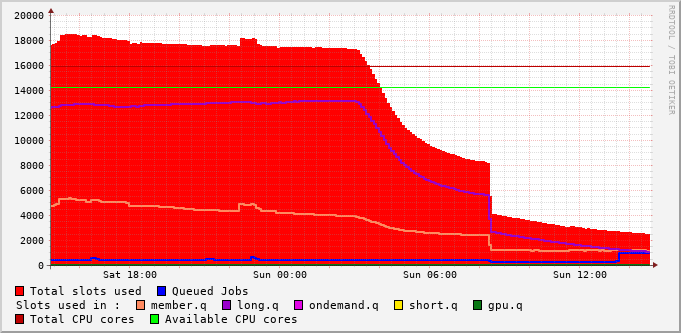 RRDTOOL / TOBI OETIKER
20000
18000
16000
14000
12000
10000
8000
6000
4000
2000
0
Sat 18:00 Sun 00:00 Sun 06:00 Sun 12:00
Total slots used Queued Jobs
Slots used in : member.q long.q ondemand.q short.q gpu.q
Total CPU cores Available CPU cores